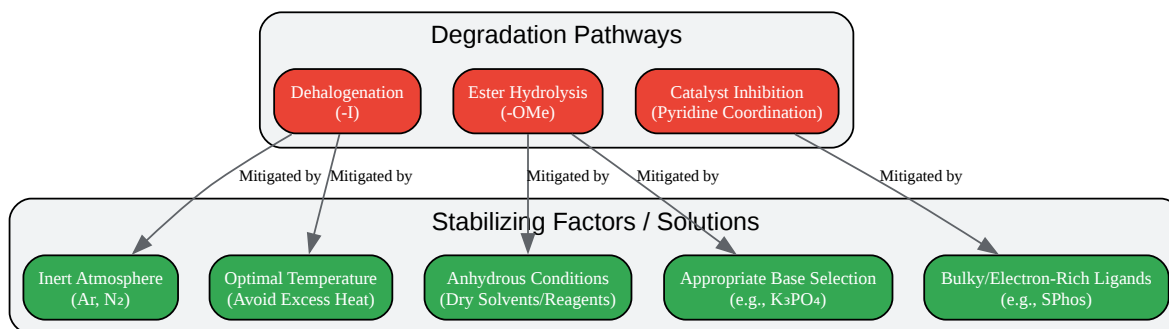 Degradation Pathways
Dehalogenation
(-I)
Ester Hydrolysis
(-OMe)
Catalyst Inhibition
(Pyridine Coordination)
Mitigated by
Mitigated by
Mitigated by
Mitigated by
Mitigated by
Stabilizing Factors / Solutions
Inert Atmosphere
(Ar, N₂)
Optimal Temperature
(Avoid Excess Heat)
Anhydrous Conditions
(Dry Solvents/Reagents)
Appropriate Base Selection
(e.g., K₃PO₄)
Bulky/Electron-Rich Ligands
(e.g., SPhos)